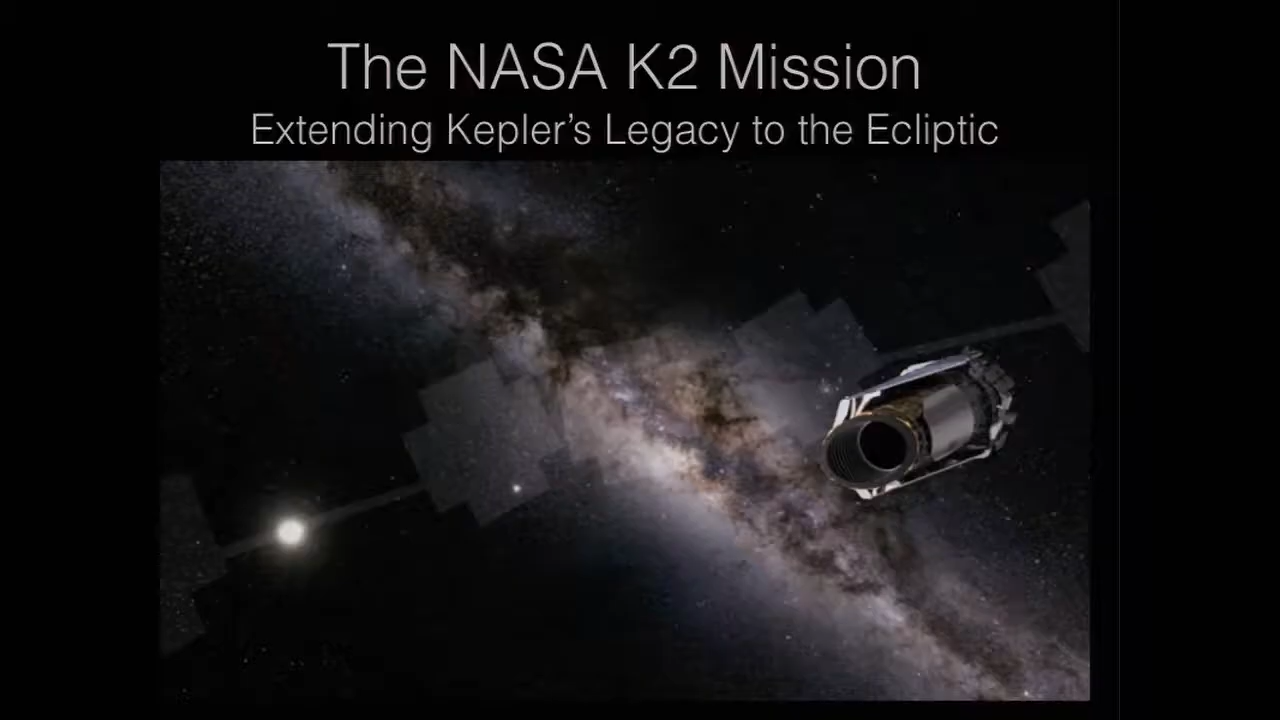 The NASA K2 Mission
Extending Kepler’s Legacy to the Ecliptic